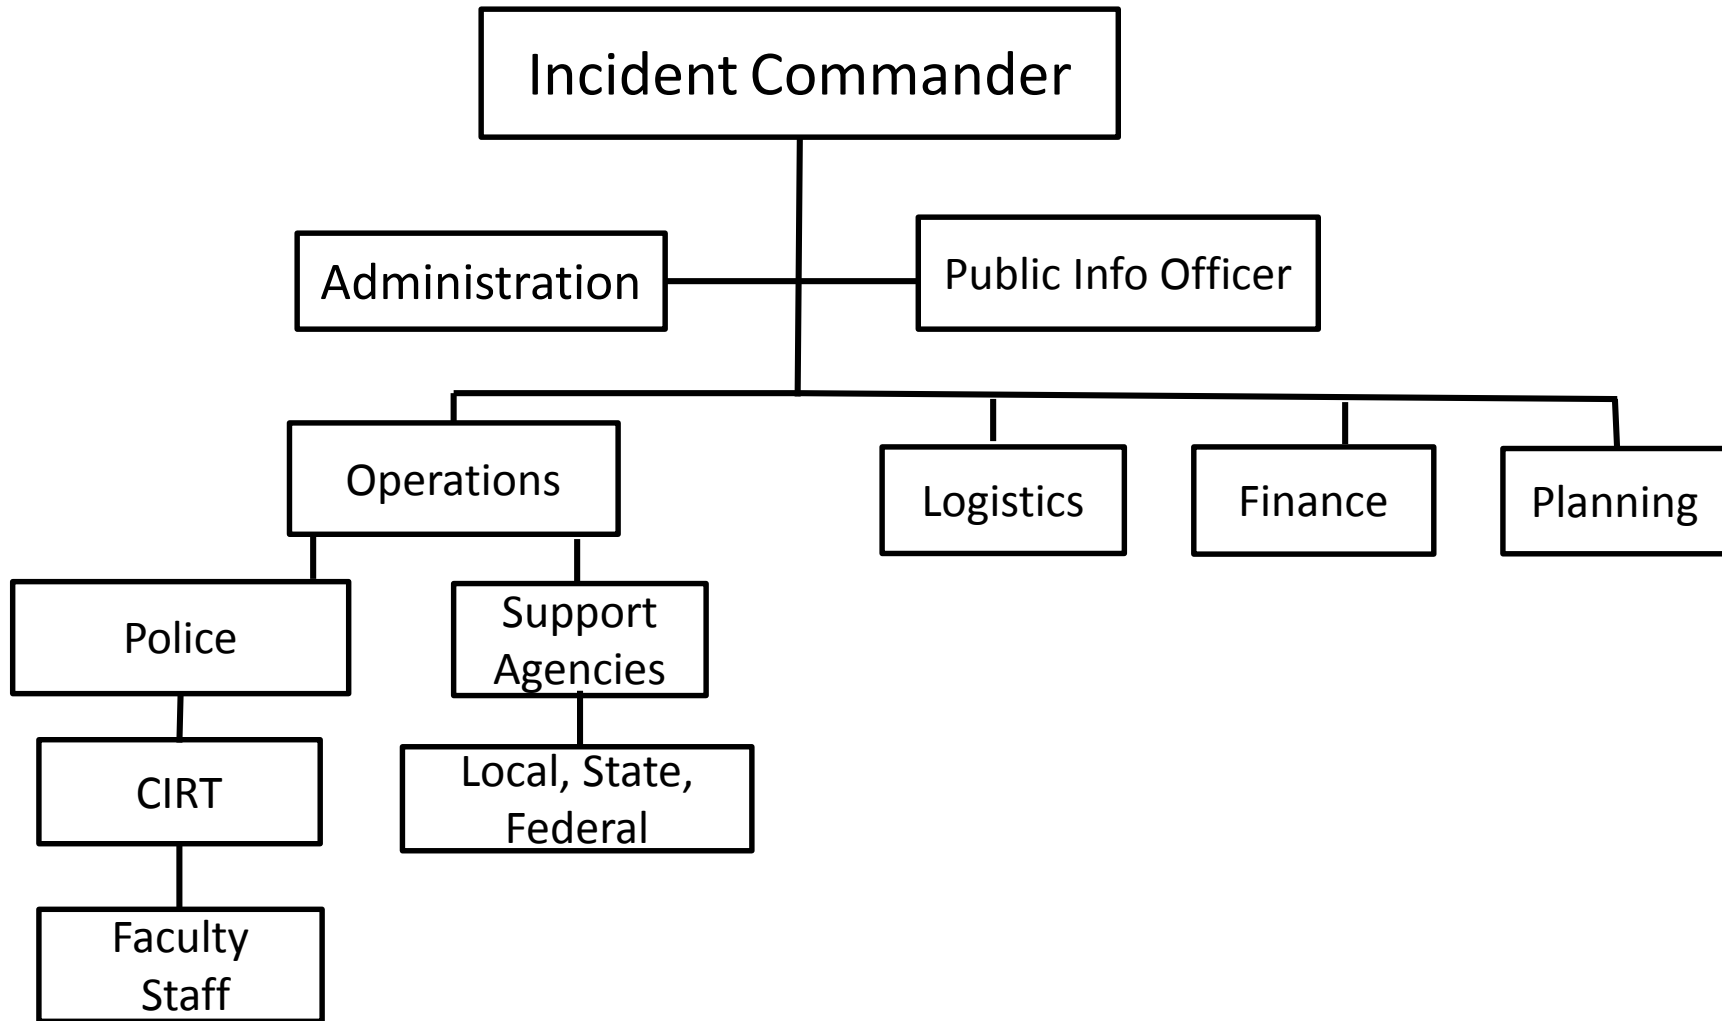 Incident Commander
Administration
Public Info Officer
Operations
Logistics
Finance
Planning
Police
Support
Agencies
CIRT
Local, State,
Federal
Faculty
Staff